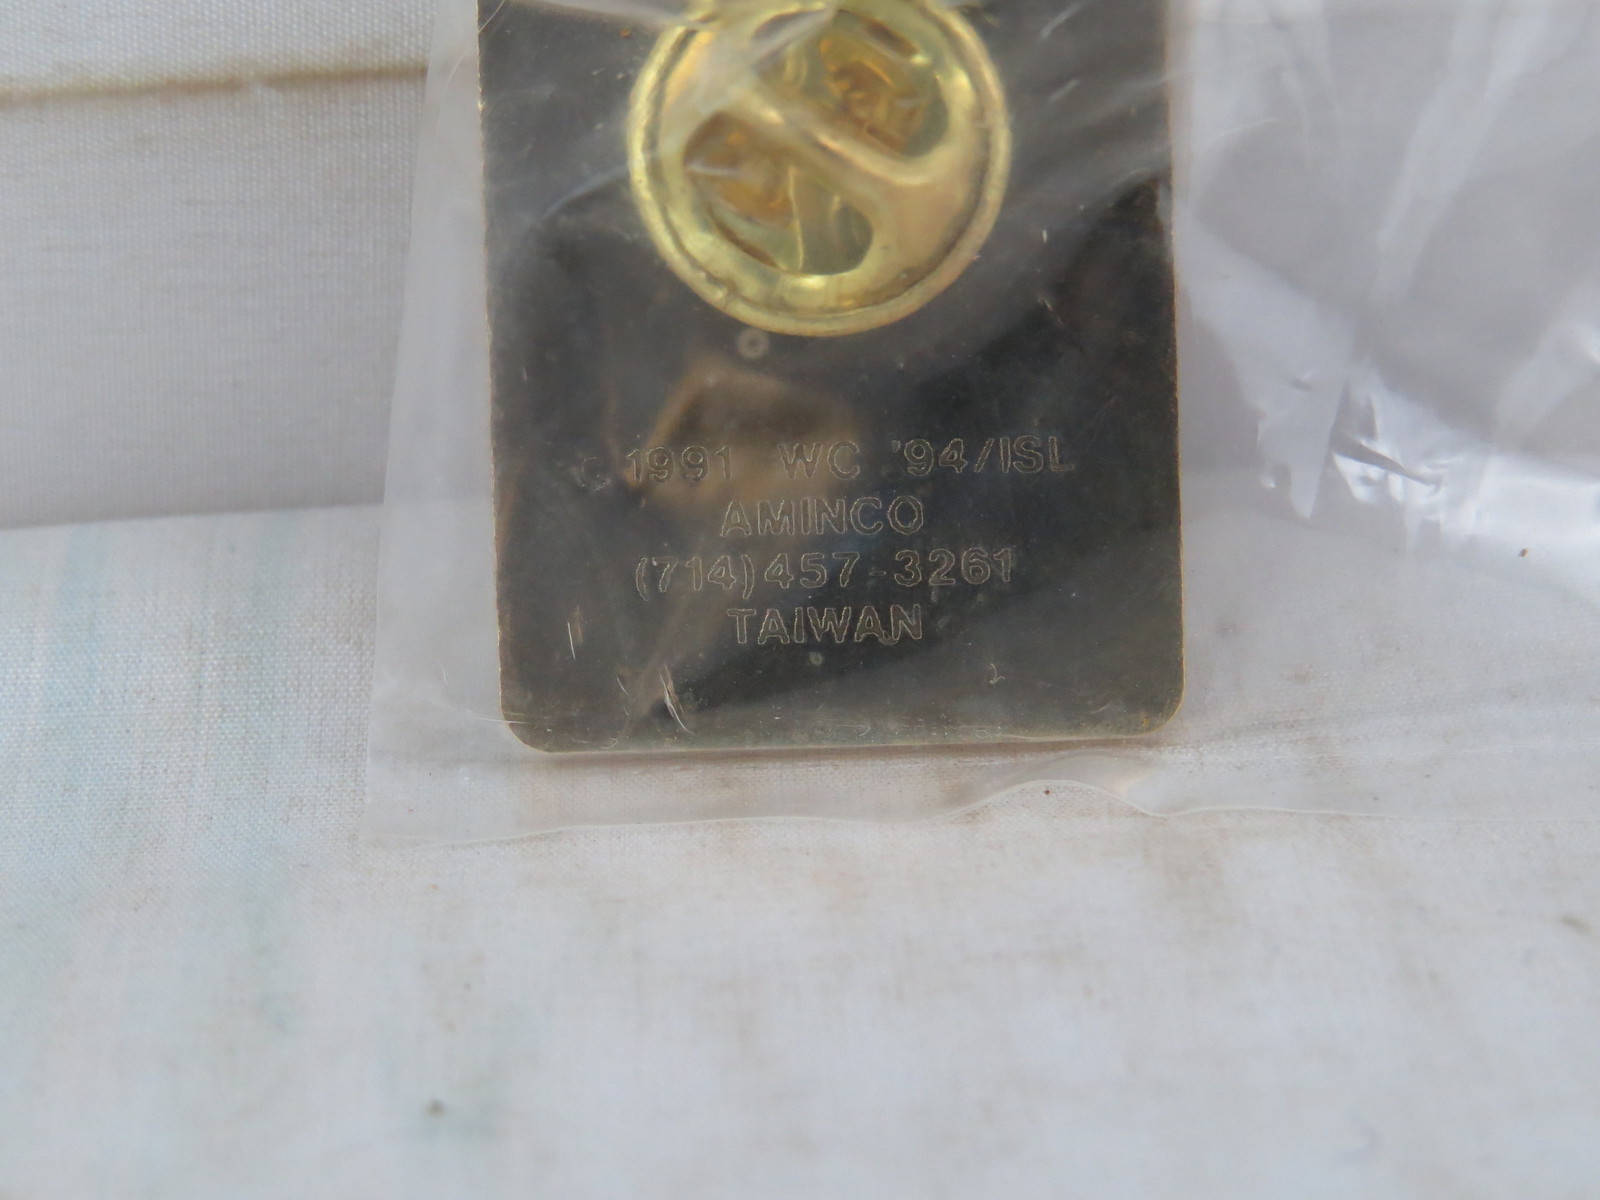 © 1991 WC '94/ISL
AMINCO
(714)457-3261
TAIWAN